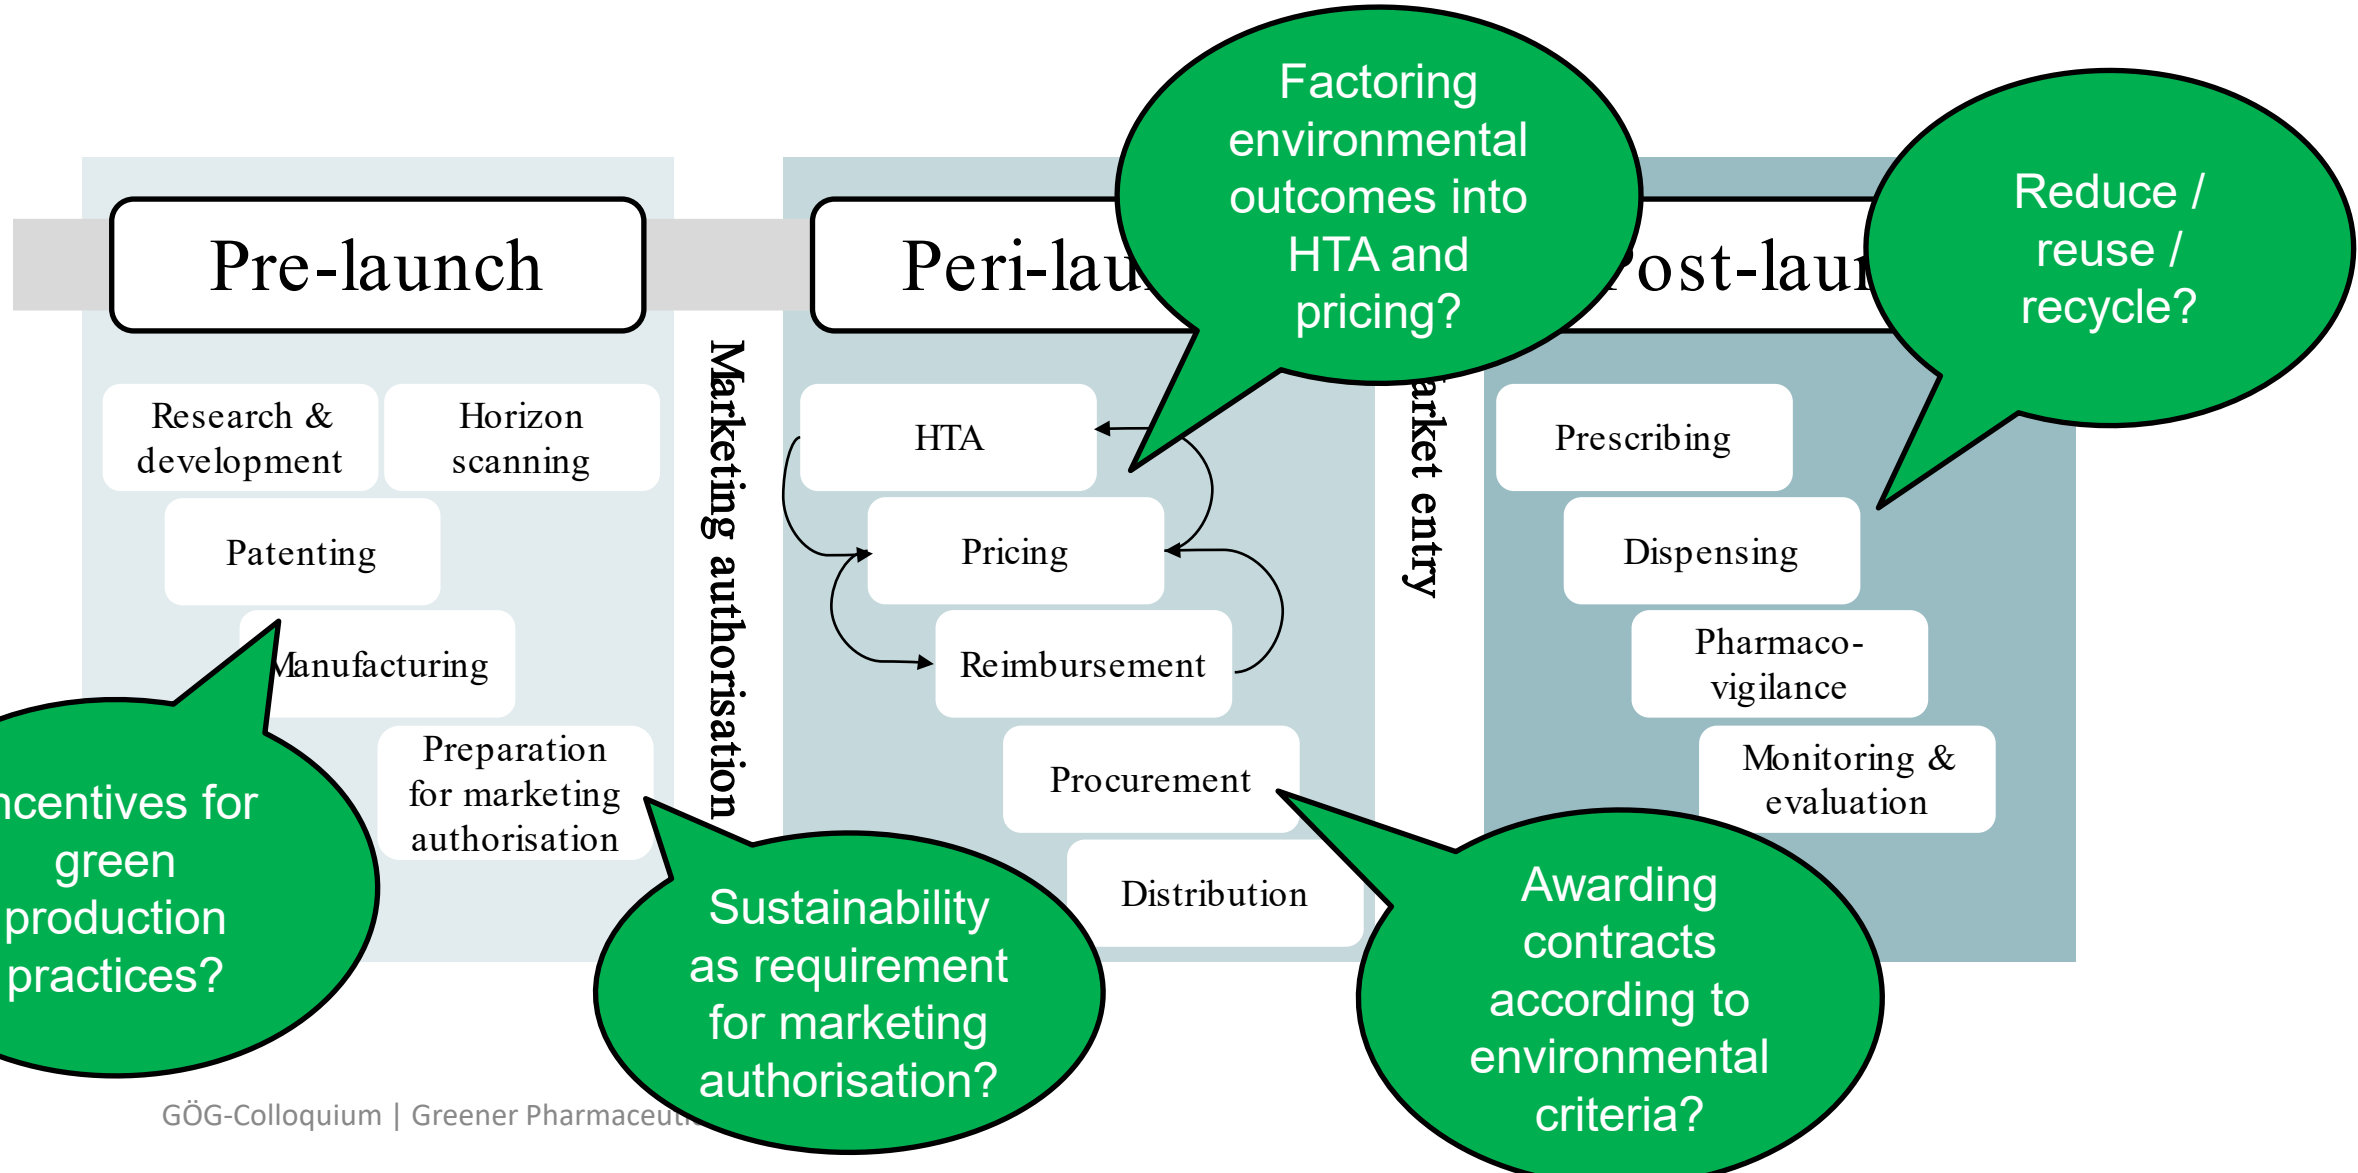 Pre-launch
Research &
development
Horizon
scanning
Patenting
Manufacturing
Preparation
for marketing
authorisation
ncentives for
green
production
practices?
Marketing authorisation
Sustainability
as requirement
for marketing
authorisation?
Peri-lau
Factoring
environmental
outcomes into
HTA and
pricing?
HTA
Pricing
Reimbursement
Procurement
Distribution
arket entry
Awarding
contracts
according to
environmental
criteria?
ost-lau
Reduce /
reuse /
recycle?
Prescribing
Dispensing
Pharmaco-
vigilance
Monitoring &
evaluation
GÖG-Colloquium | Greener Pharmaceuti